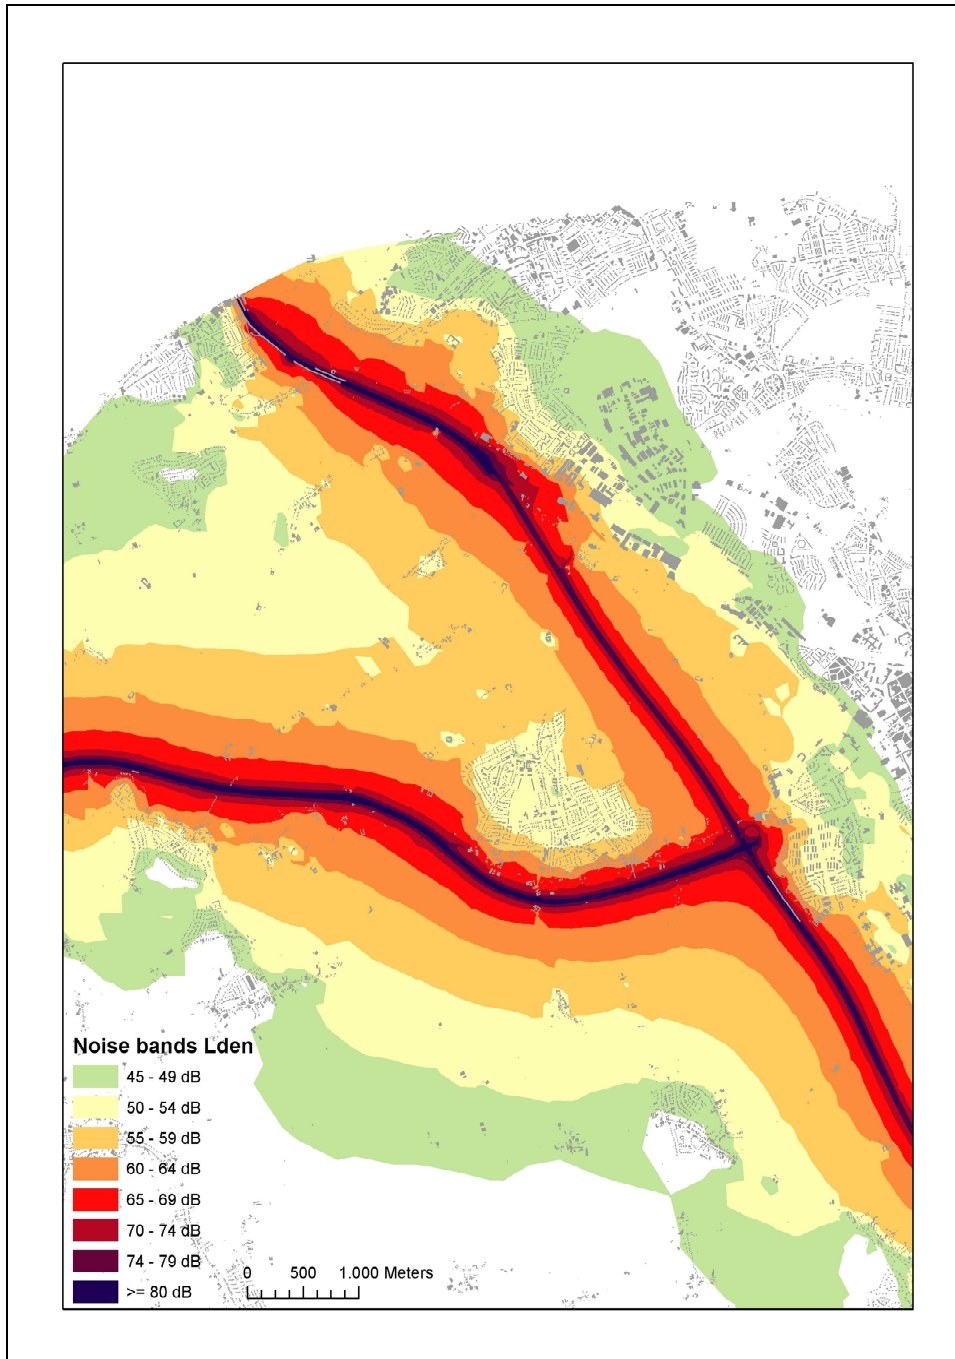 Noise bands Lden
45 - 49 dB
50 - 54 dB
55 - 59 dB
60 - 64 dB
65 - 69 dB
70 - 74 dB
74 - 79 dB
>= 80 dB
0 500 1.000 Meters